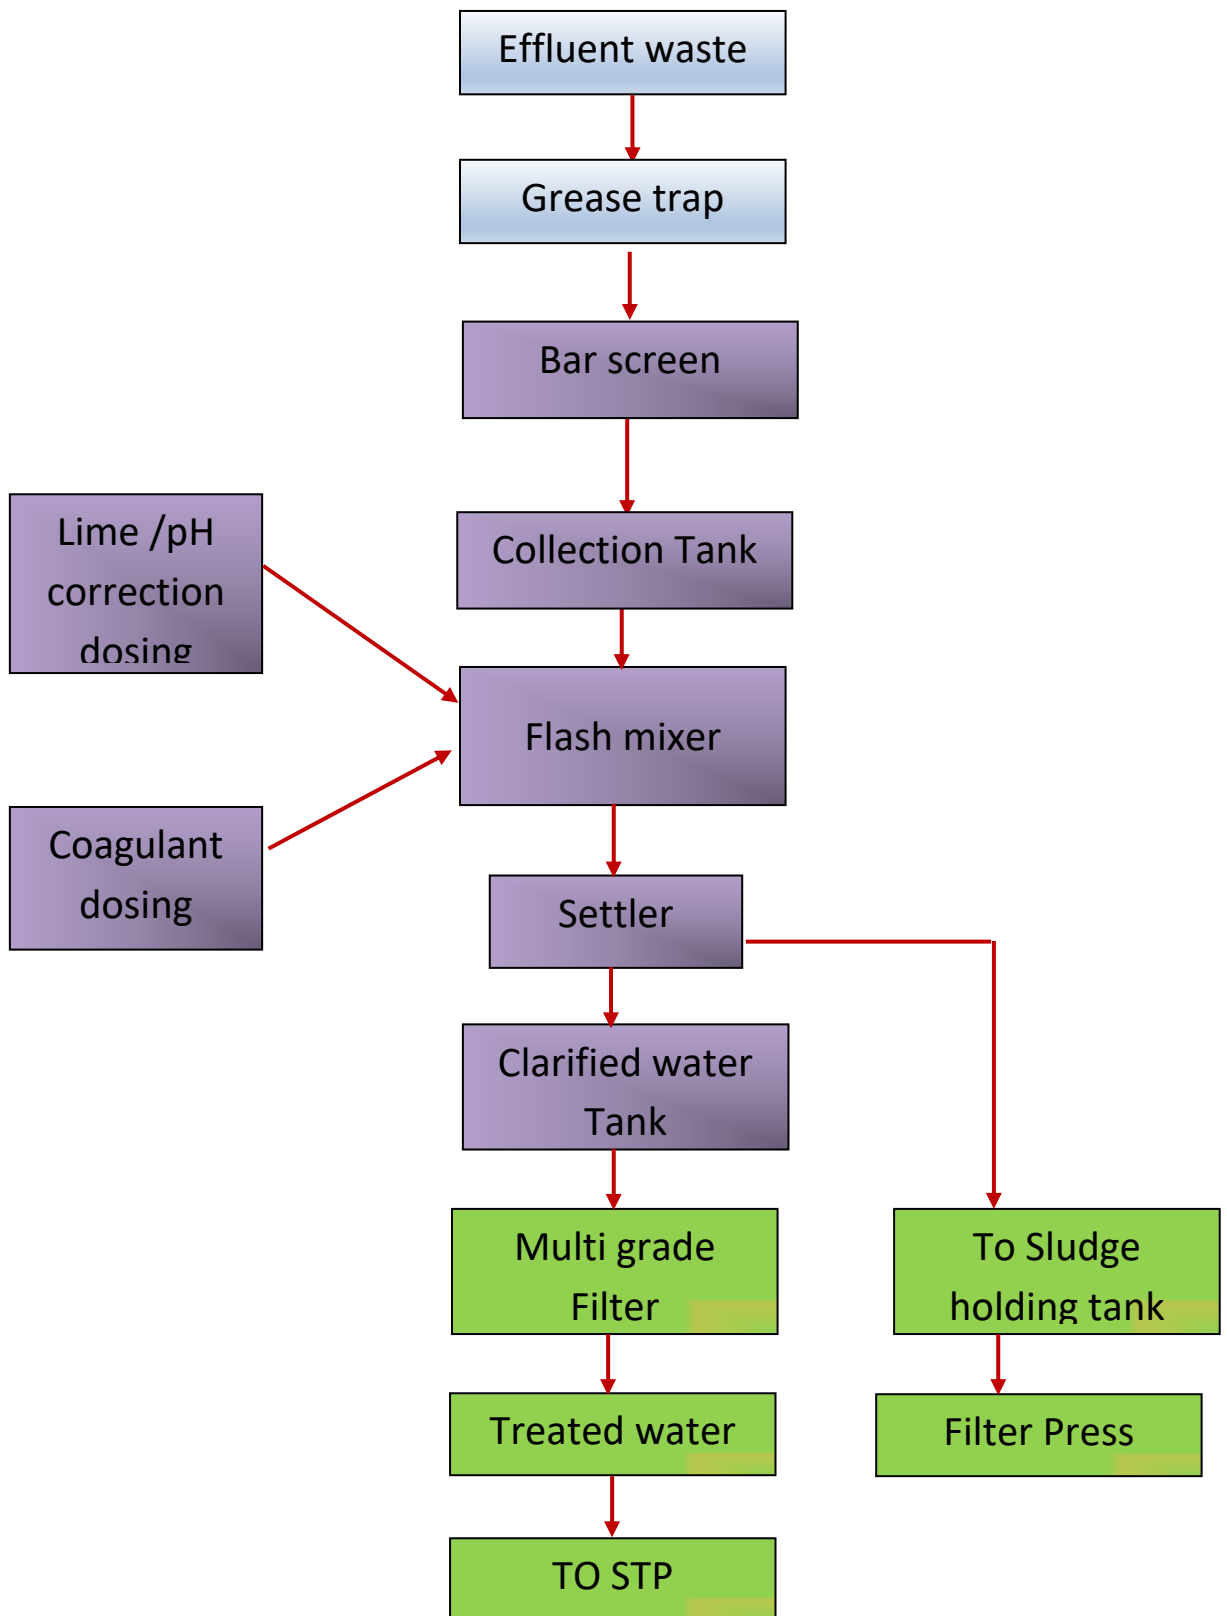 Effluent waste
Grease trap
Bar screen
Lime /pH
correction
dosing
Collection Tank
Flash mixer
Coagulant
dosing
Settler
Clarified water
Tank
Multi grade
Filter
To Sludge
holding tank
Treated water
Filter Press
TO STP